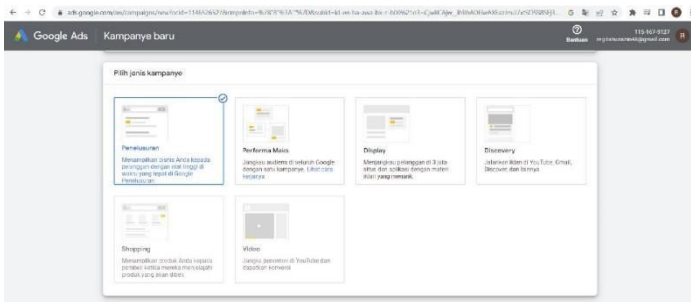 Google Ads
Kampanye baru
Bantuan
Pilih jenis kampanye
Penelusuran
Menampilkan bisnis Anda kepada
pelanggan dengan niat tinggi di
waktu yang tepat di Google
Penelusuran
Performa Maks
Jangkau audiens di seluruh Google
dengan satu kampanye. Lihat cara
kerjanya
Display
Menjangkau pelanggan di 3 juta
situs dan aplikasi dengan materi
iklan yang menarik
Discovery
Jalankan iklan di YouTube, Gmail,
Discover, dan lainnya
Shopping
Menampilkan produk Anda kepada
pembeli ketika mereka menjelajahi
produk yang akan dibeli
Video
Jangkau penonton di YouTube dan
dapatkan konversi